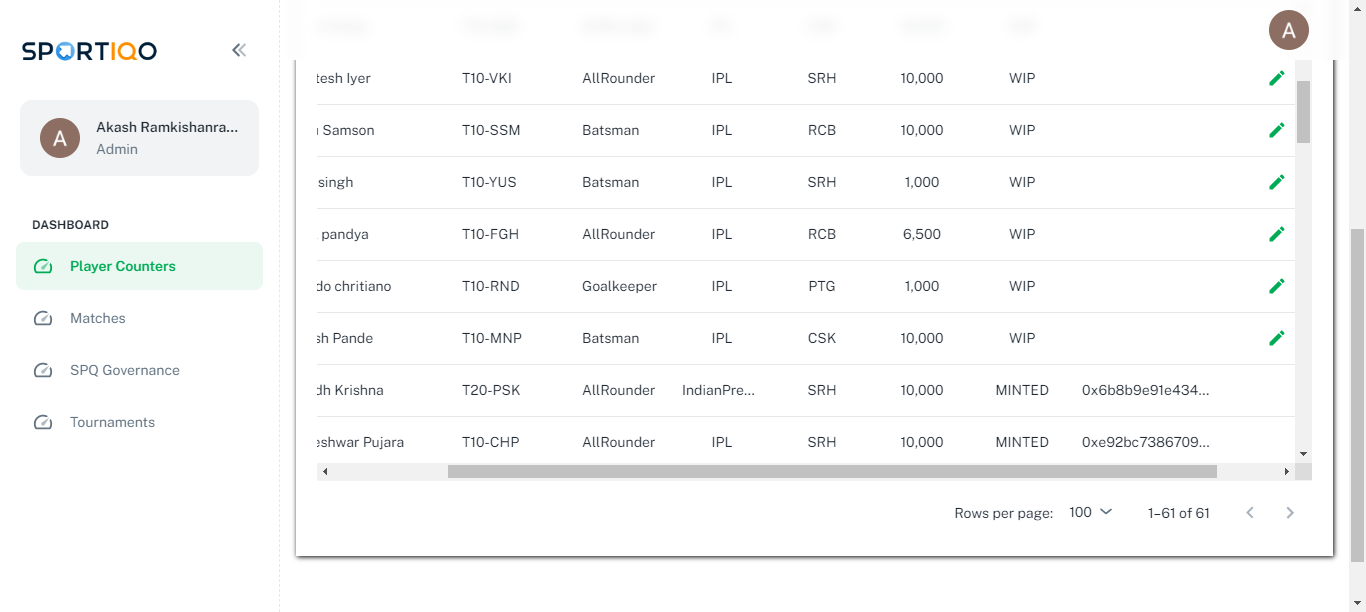 SPORTIQO
A
A
Akash Ramkishanra...
Admin
DASHBOARD
Player Counters
Matches
SPQ Governance
Tournaments
tesh Iyer T10-VKI AllRounder IPL SRH 10,000 WIP
Samson T10-SSM Batsman IPL RCB 10,000 WIP
singh T10-YUS Batsman IPL SRH 1,000 WIP
pandya T10-FGH AllRounder IPL RCB 6,500 WIP
do chritiano T10-RND Goalkeeper IPL PTG 1,000 WIP
sh Pande T10-MNP Batsman IPL CSK 10,000 WIP
dh Krishna T20-PSK AllRounder IndianPre... SRH 10,000 MINTED 0x6b8b9e91e434...
eshwar Pujara T10-CHP AllRounder IPL SRH 10,000 MINTED 0xe92bc7386709...
Rows per page: 100 1–61 of 61